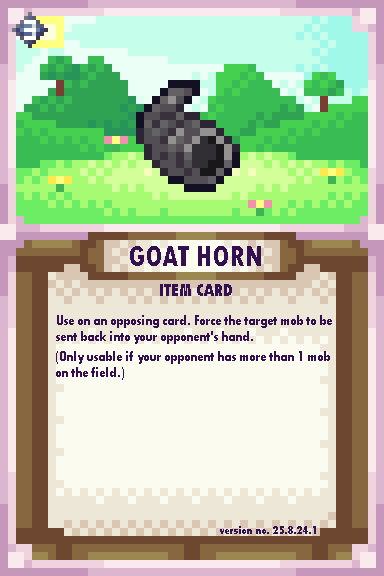 GOAT HORN
ITEM CARD
Use on an opposing card. Force the target mob to be
sent back into your opponent's hand.
(Only usable if your opponent has more than 1 mob
on the field.)
version no. 25.8.24.1